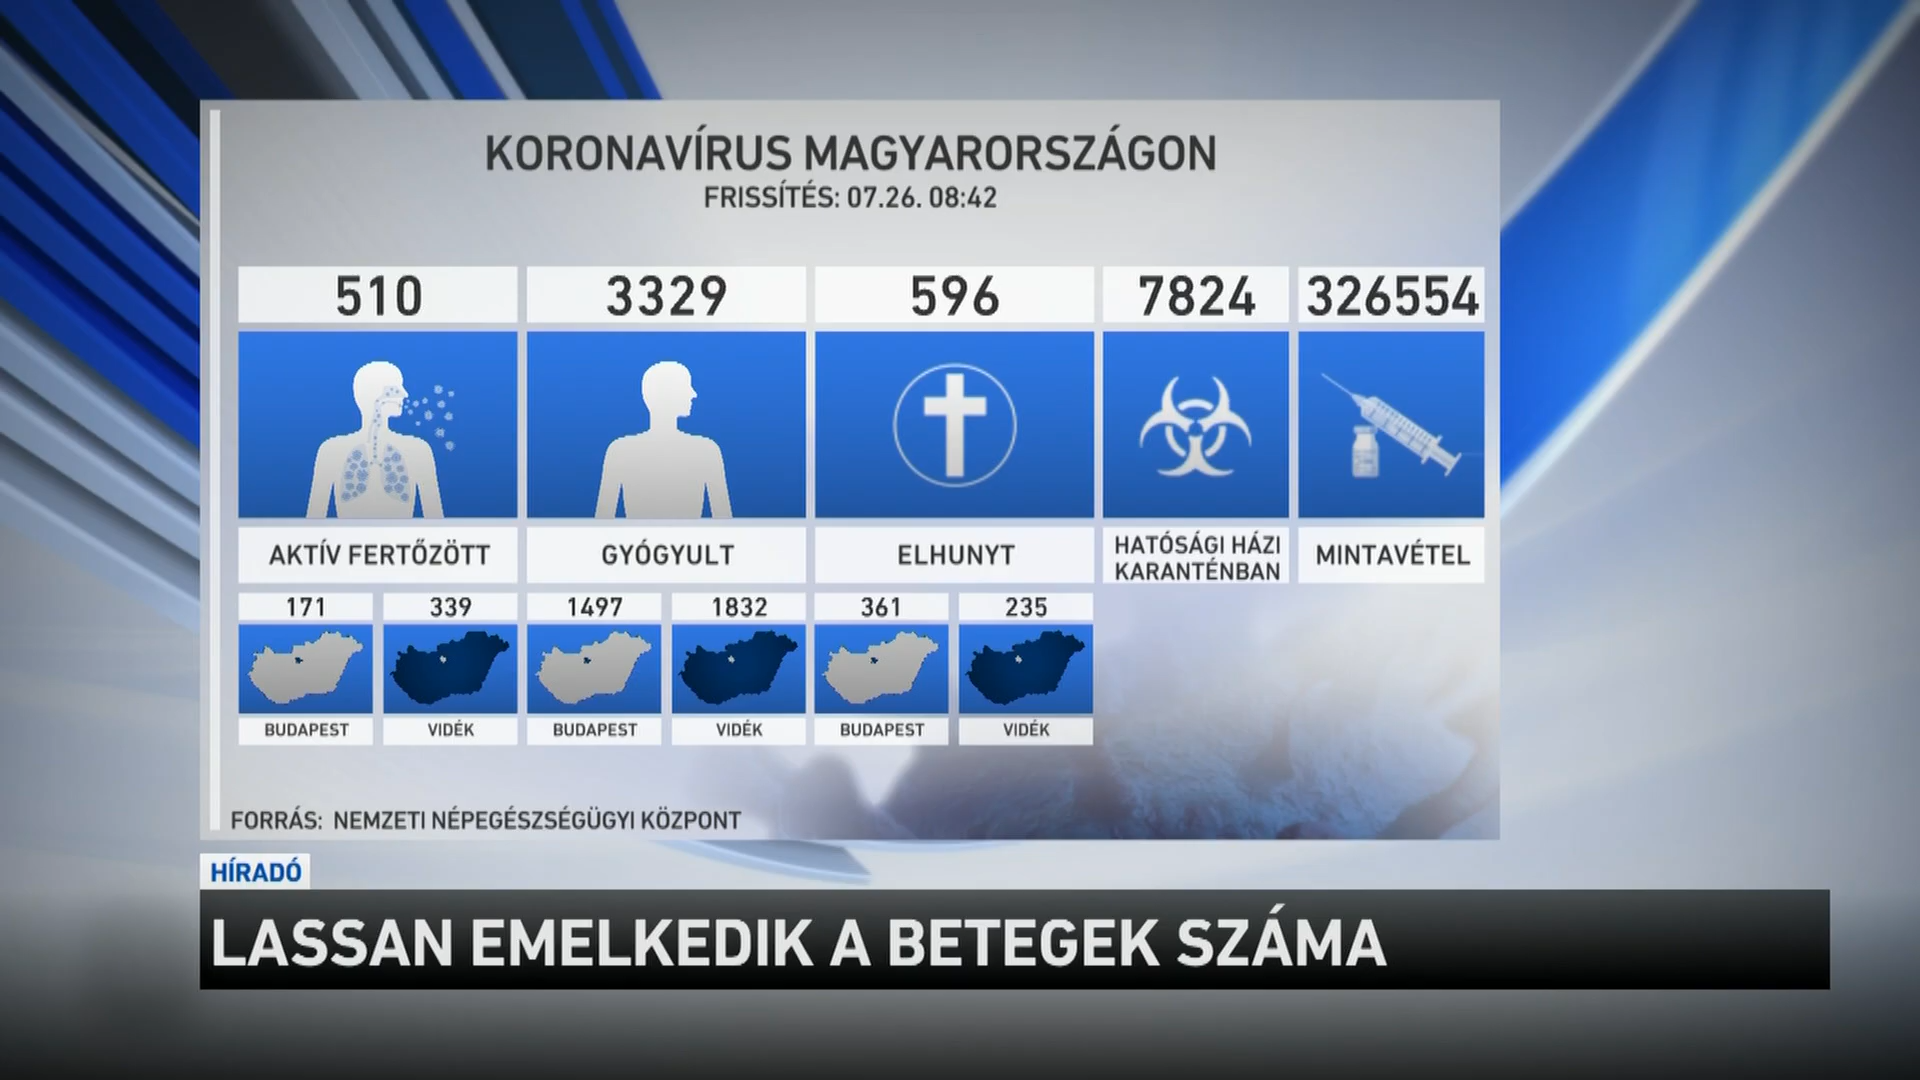 KORONAVÍRUS MAGYARORSZÁGON
FRISSÍTÉS: 07.26. 08:42
510 3329 596 7824 326554
AKTÍV FERTŐZÖTT GYÓGYULT ELHUNYT HATÓSÁGI HÁZI KARANTÉNBAN MINTAVÉTEL
171 339 1497 1832 361 235
BUDAPEST VIDÉK BUDAPEST VIDÉK BUDAPEST VIDÉK
FORRÁS: NEMZETI NÉPEGÉSZSÉGÜGYI KÖZPONT
HÍRADÓ
LASSAN EMELKEDIK A BETEGEK SZÁMA